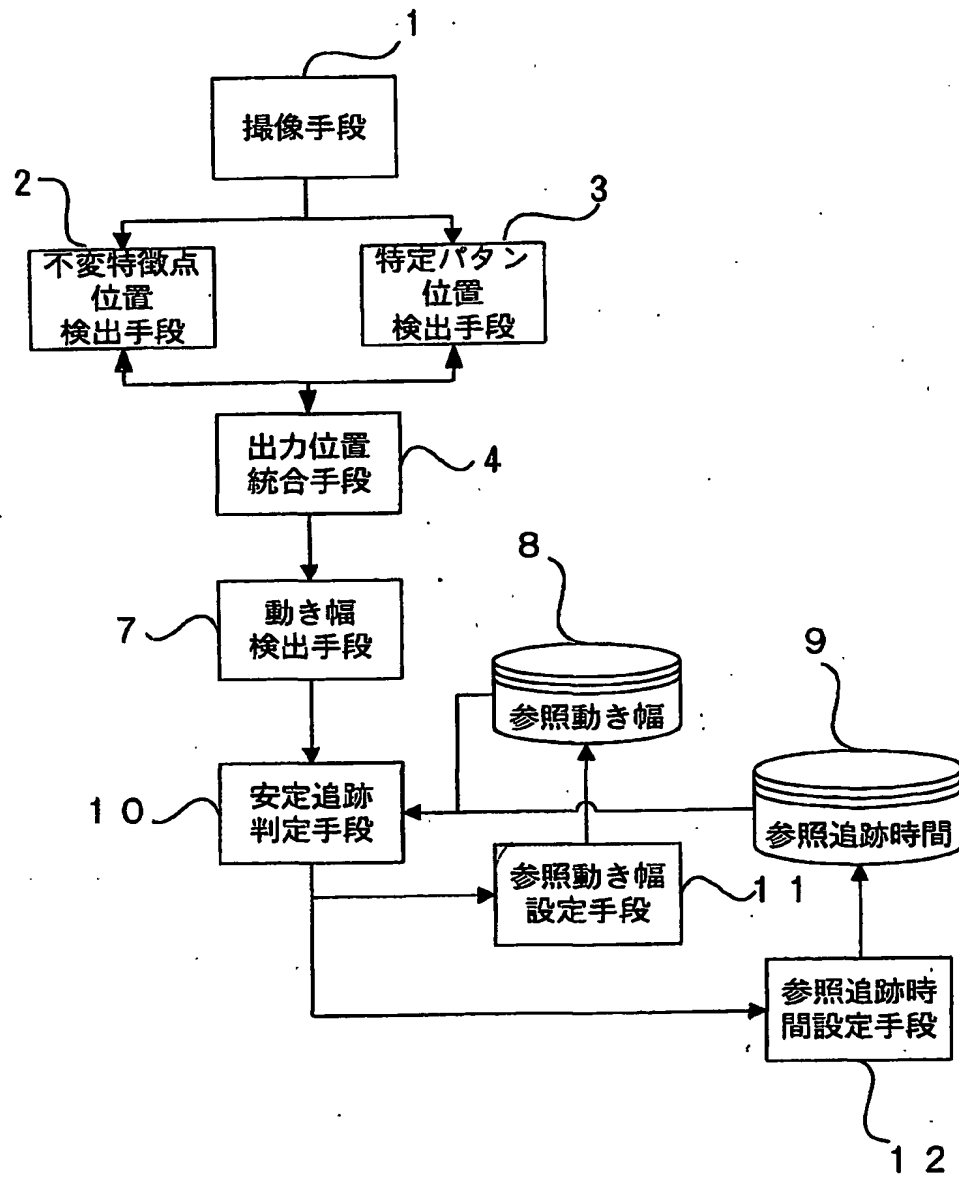 1
撮像手段
2
3
不変特徴点
位置
検出手段
特定パタン
位置
検出手段
出力位置
統合手段
4
8
7
動き幅
検出手段
9
参照動き幅
10
安定追跡
判定手段
参照追跡時間
参照動き幅
設定手段
11
参照追跡時
間設定手段
12